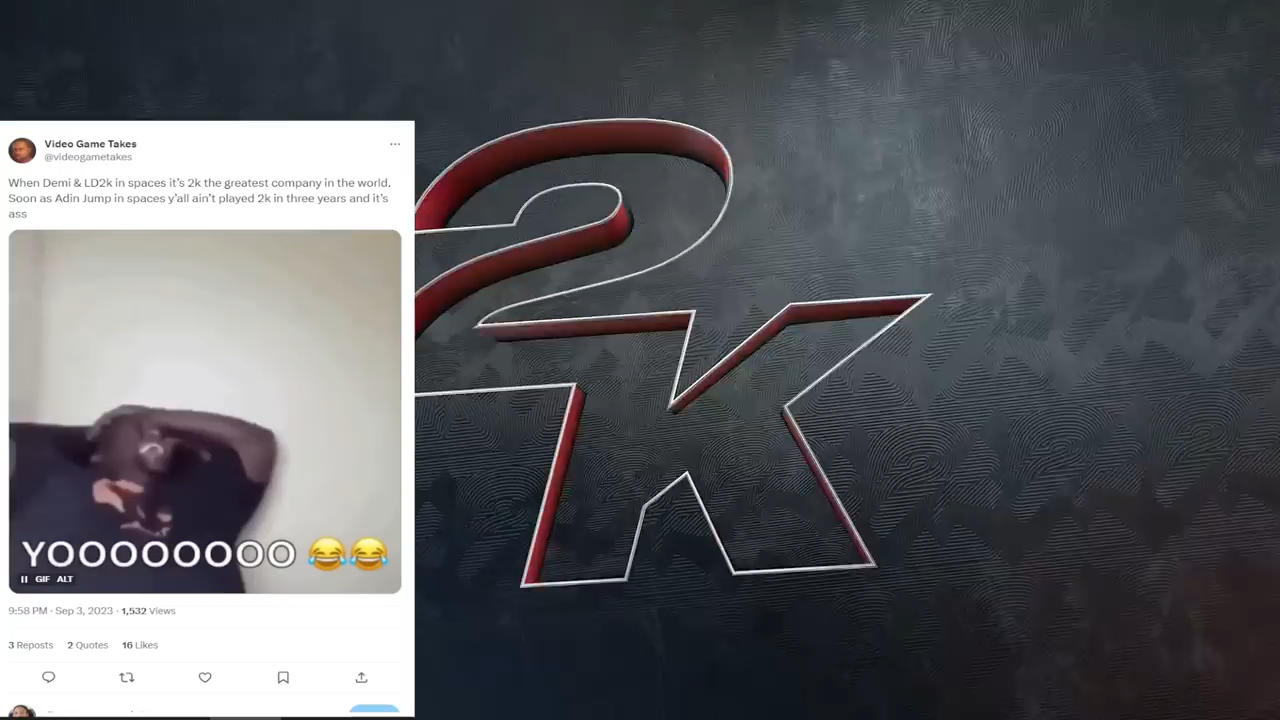 Video Game Takes
@videogametakes
When Demi & LD2k in spaces it's 2k the greatest company in the world.
Soon as Adin Jump in spaces y'all ain't played 2k in three years and it's
ass
YOOOOOOOO 😂😂
GIF ALT
9:58 PM · Sep 3, 2023 · 1,532 Views
3 Reposts 2 Quotes 16 Likes
2K